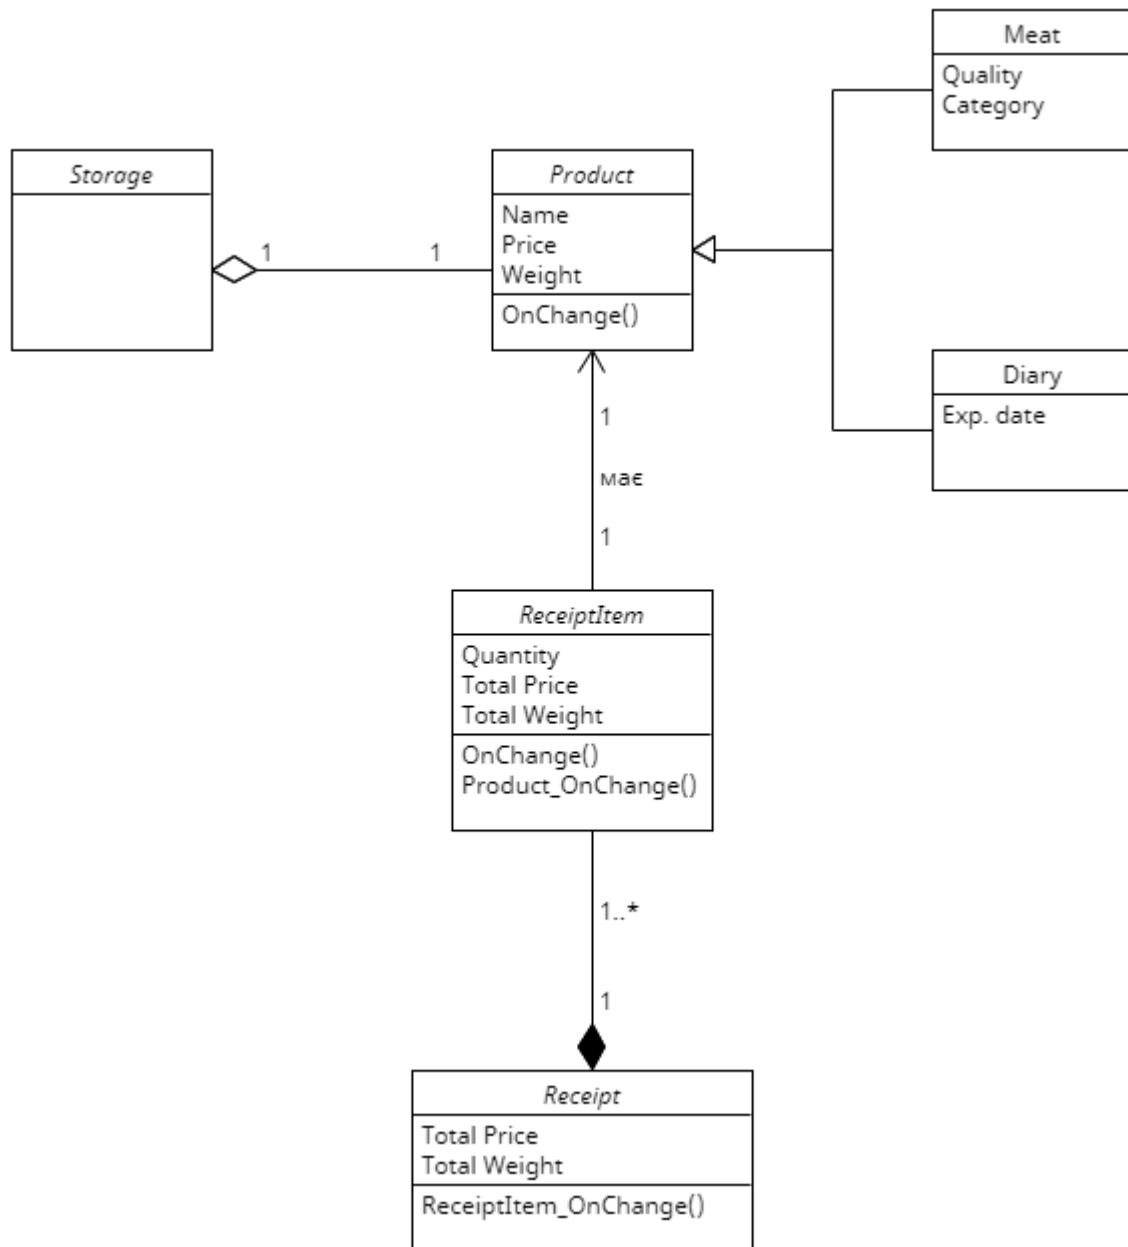 Meat
Quality
Category
Storage
Product
Name
Price
Weight
OnChange()
1
1
Diary
Exp. date
1
має
1
ReceiptItem
Quantity
Total Price
Total Weight
OnChange()
Product_OnChange()
1..*
1
Receipt
Total Price
Total Weight
ReceiptItem_OnChange()